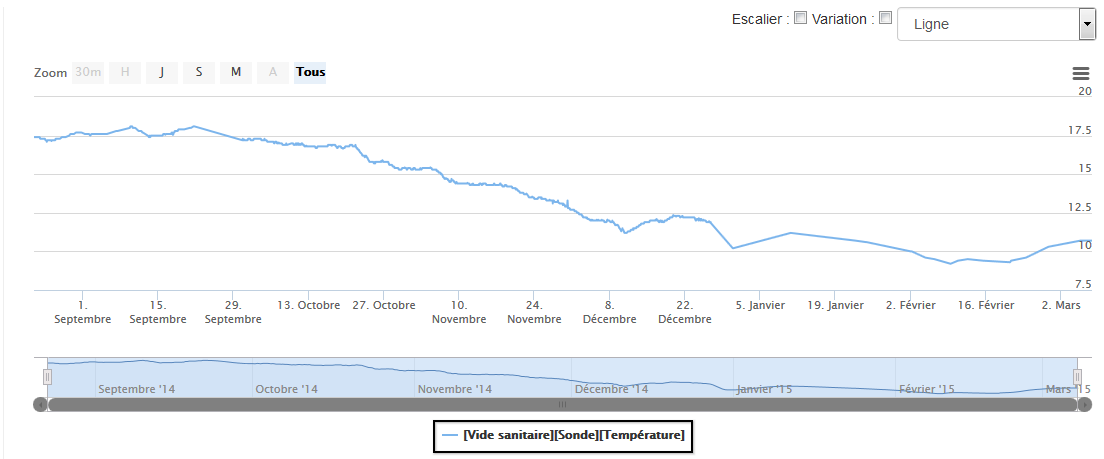 Escalier : Variation : Ligne
Zoom 30m H J S M A Tous
20
17.5
15
12.5
10
7.5
1. Septembre
15. Septembre
29. Septembre
13. Octobre
27. Octobre
10. Novembre
24. Novembre
8. Décembre
22. Décembre
5. Janvier
19. Janvier
2. Février
16. Février
2. Mars
Septembre '14 Octobre '14 Novembre '14 Décembre '14 Janvier '15 Février '15 Mars '15
[Vide sanitaire][Sonde][Température]